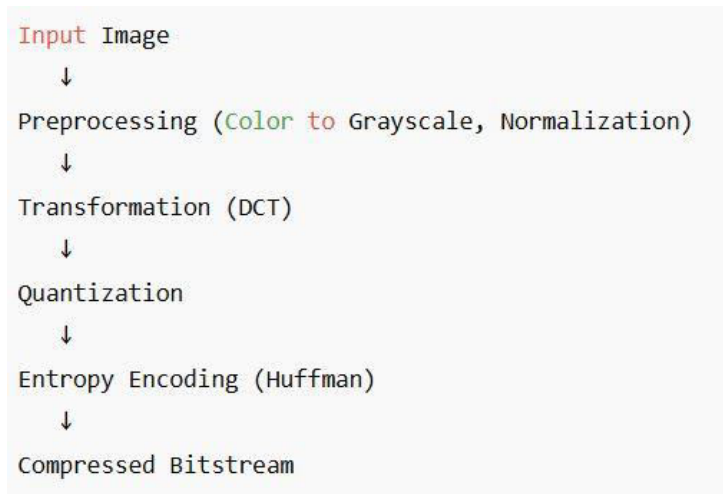 Input Image
↓
Preprocessing (Color to Grayscale, Normalization)
↓
Transformation (DCT)
↓
Quantization
↓
Entropy Encoding (Huffman)
↓
Compressed Bitstream